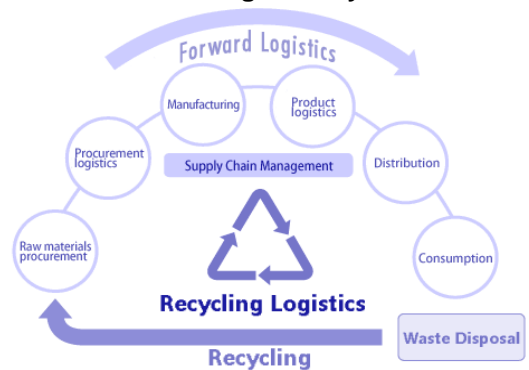 Forward Logistics
Manufacturing
Product
logistics
Procurement
logistics
Supply Chain Management
Distribution
Raw materials
procurement
Consumption
Recycling Logistics
Waste Disposal
Recycling